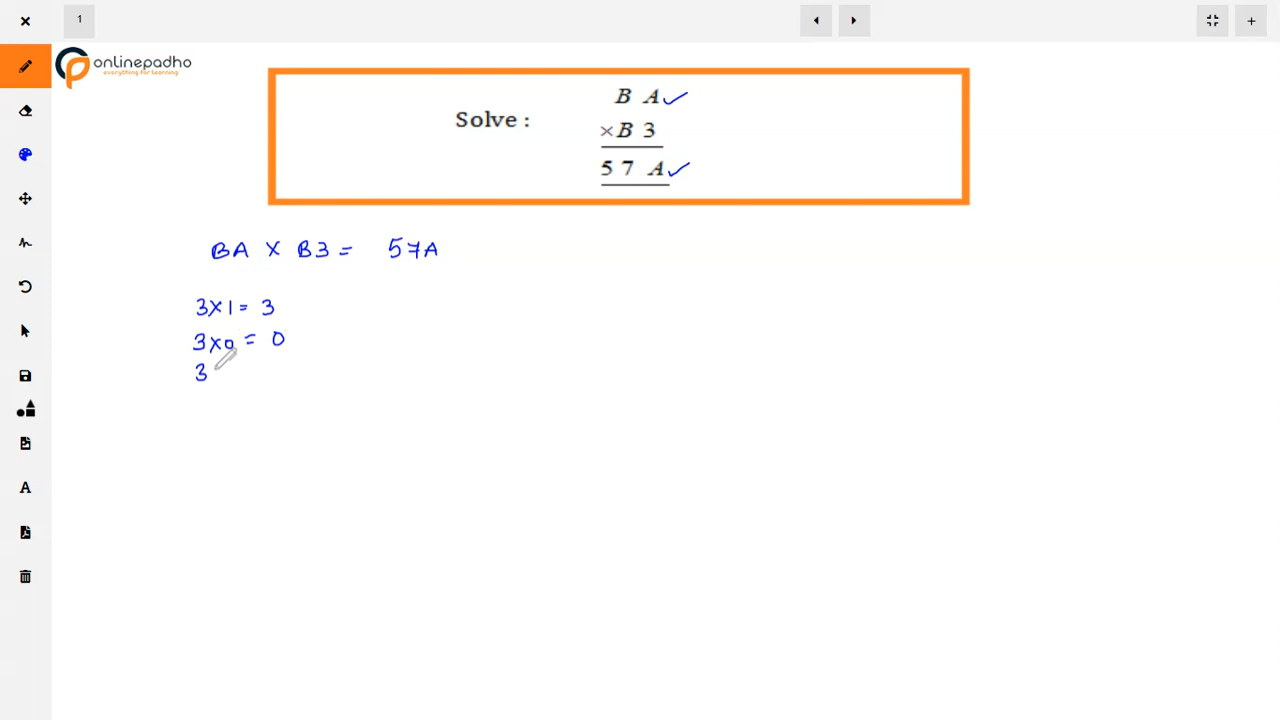 1
onlinepadho
everything for learning
B A
Solve :
×B 3
5 7 A
BA × B3 = 57A
3×1 = 3
3×0 = 0
3
A